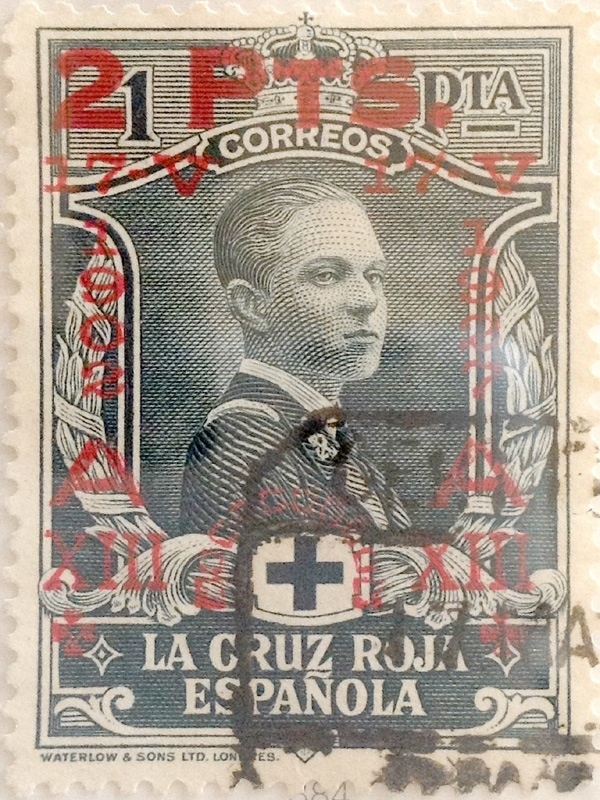 2 PTS.
1 PTA
CORREOS
17-V 17-V
1902 1927
A A
XIII XIII
LA CRUZ ROJA
ESPAÑOLA
WATERLOW & SONS LTD. LONDRES.